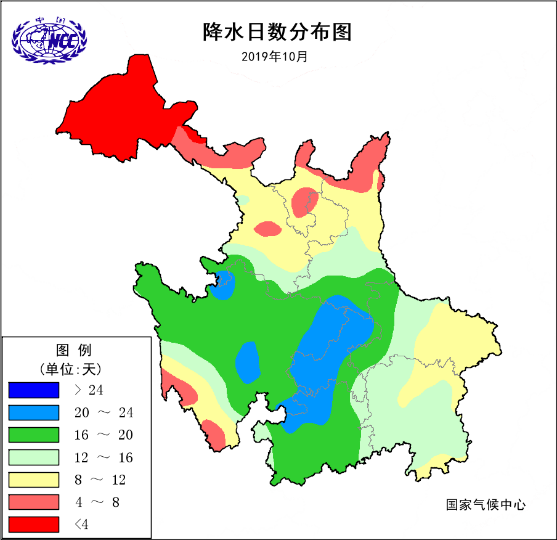 降水日数分布图
2019年10月
中 国
NCC
图 例
(单位:天)
> 24
20 ～ 24
16 ～ 20
12 ～ 16
8 ～ 12
4 ～ 8
<4
国家气候中心